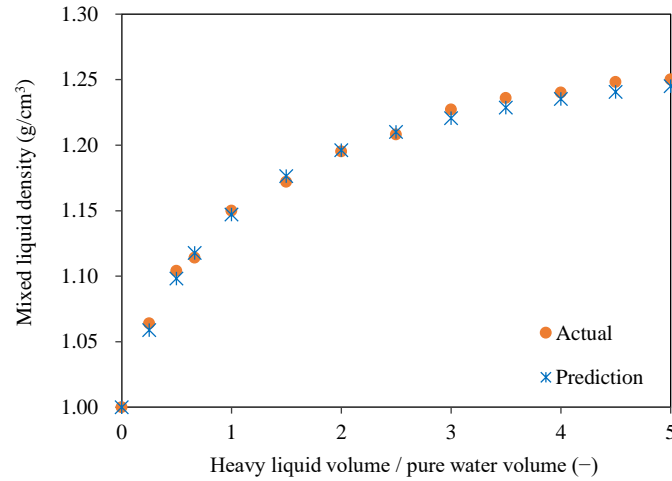 1.30
1.25
1.20
1.15
1.10
1.05
1.00
Mixed liquid density (g/cm³)
Actual
Prediction
0 1 2 3 4 5
Heavy liquid volume / pure water volume (−)